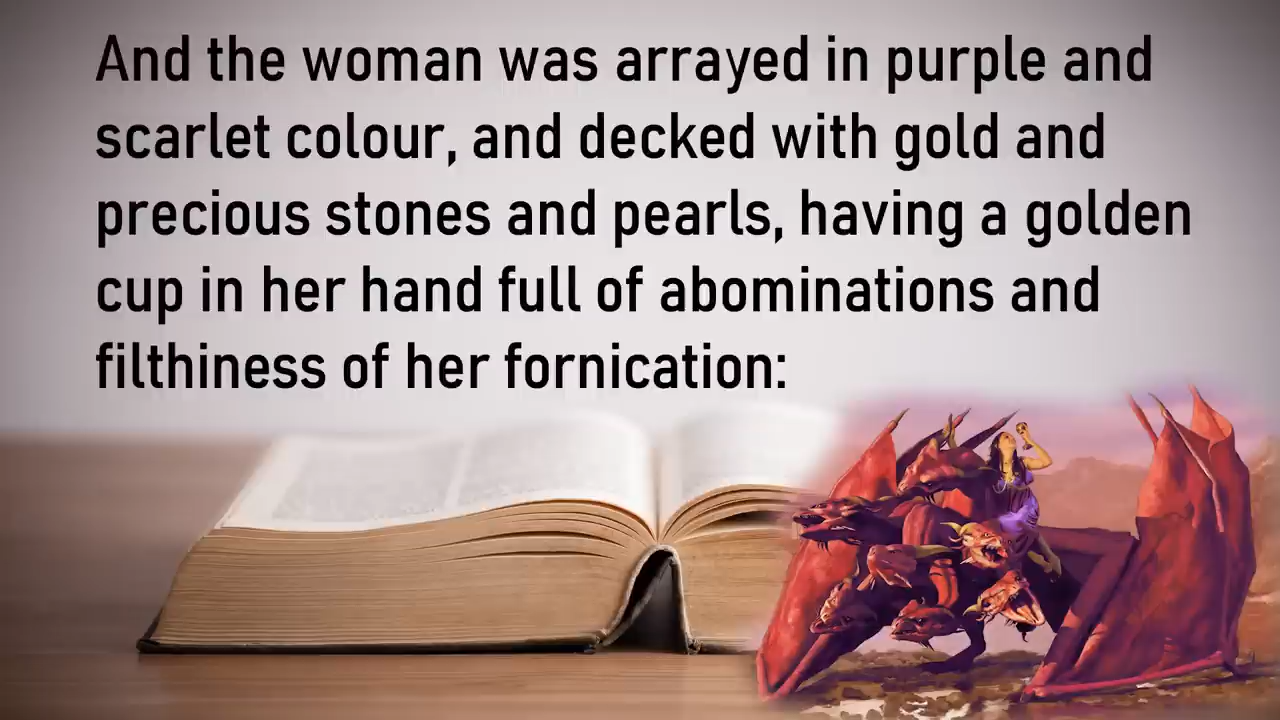 And the woman was arrayed in purple and
scarlet colour, and decked with gold and
precious stones and pearls, having a golden
cup in her hand full of abominations and
filthiness of her fornication: